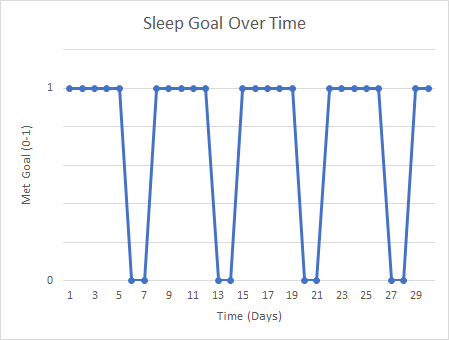 Sleep Goal Over Time
Met Goal (0-1)
1
0
1 3 5 7 9 11 13 15 17 19 21 23 25 27 29
Time (Days)